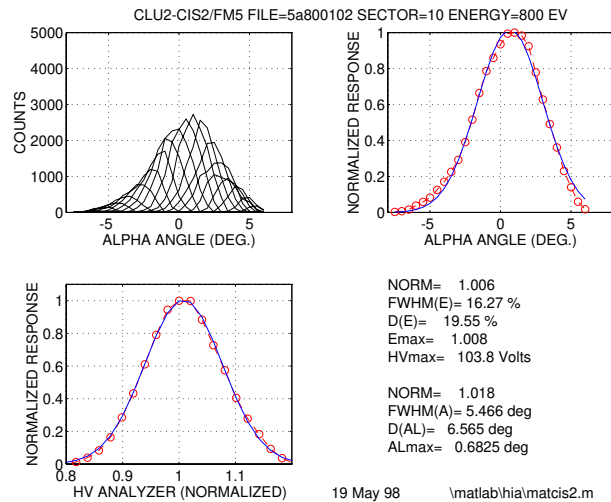 CLU2-CIS2/FM5 FILE=5a800102 SECTOR=10 ENERGY=800 EV
COUNTS
5000
4000
3000
2000
1000
0
-5 0 5
ALPHA ANGLE (DEG.)
NORMALIZED RESPONSE
1
0.8
0.6
0.4
0.2
0
-5 0 5
ALPHA ANGLE (DEG.)
NORMALIZED RESPONSE
1
0.8
0.6
0.4
0.2
0
0.8 0.9 1 1.1
HV ANALYZER (NORMALIZED)
NORM= 1.006
FWHM(E)= 16.27 %
D(E)= 19.55 %
Emax= 1.008
HVmax= 103.8 Volts
NORM= 1.018
FWHM(A)= 5.466 deg
D(AL)= 6.565 deg
ALmax= 0.6825 deg
19 May 98 \matlab\hia\matcis2.m